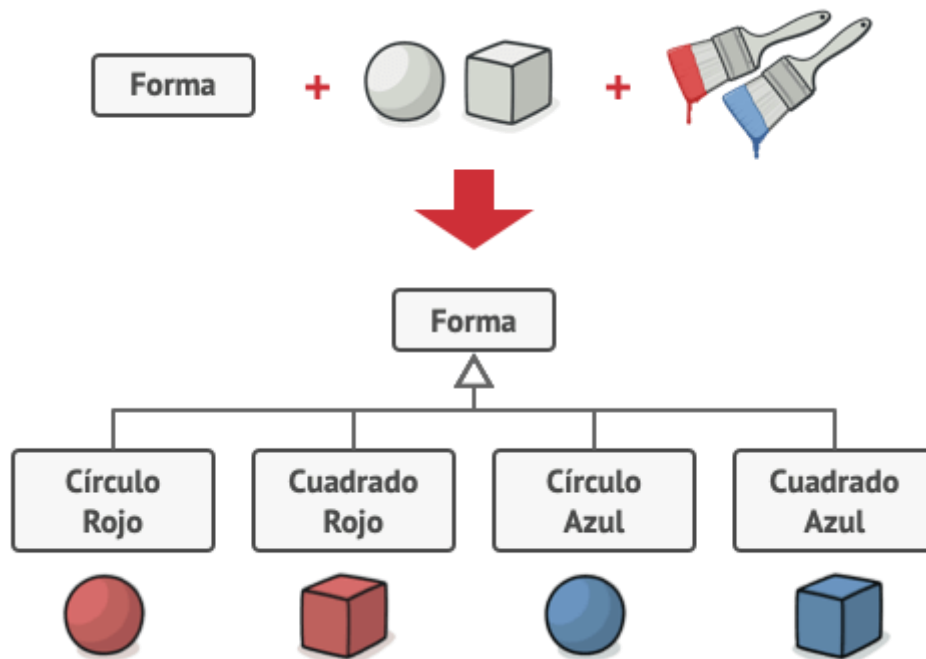 Forma
+
+
Forma
Círculo
Rojo
Cuadrado
Rojo
Círculo
Azul
Cuadrado
Azul